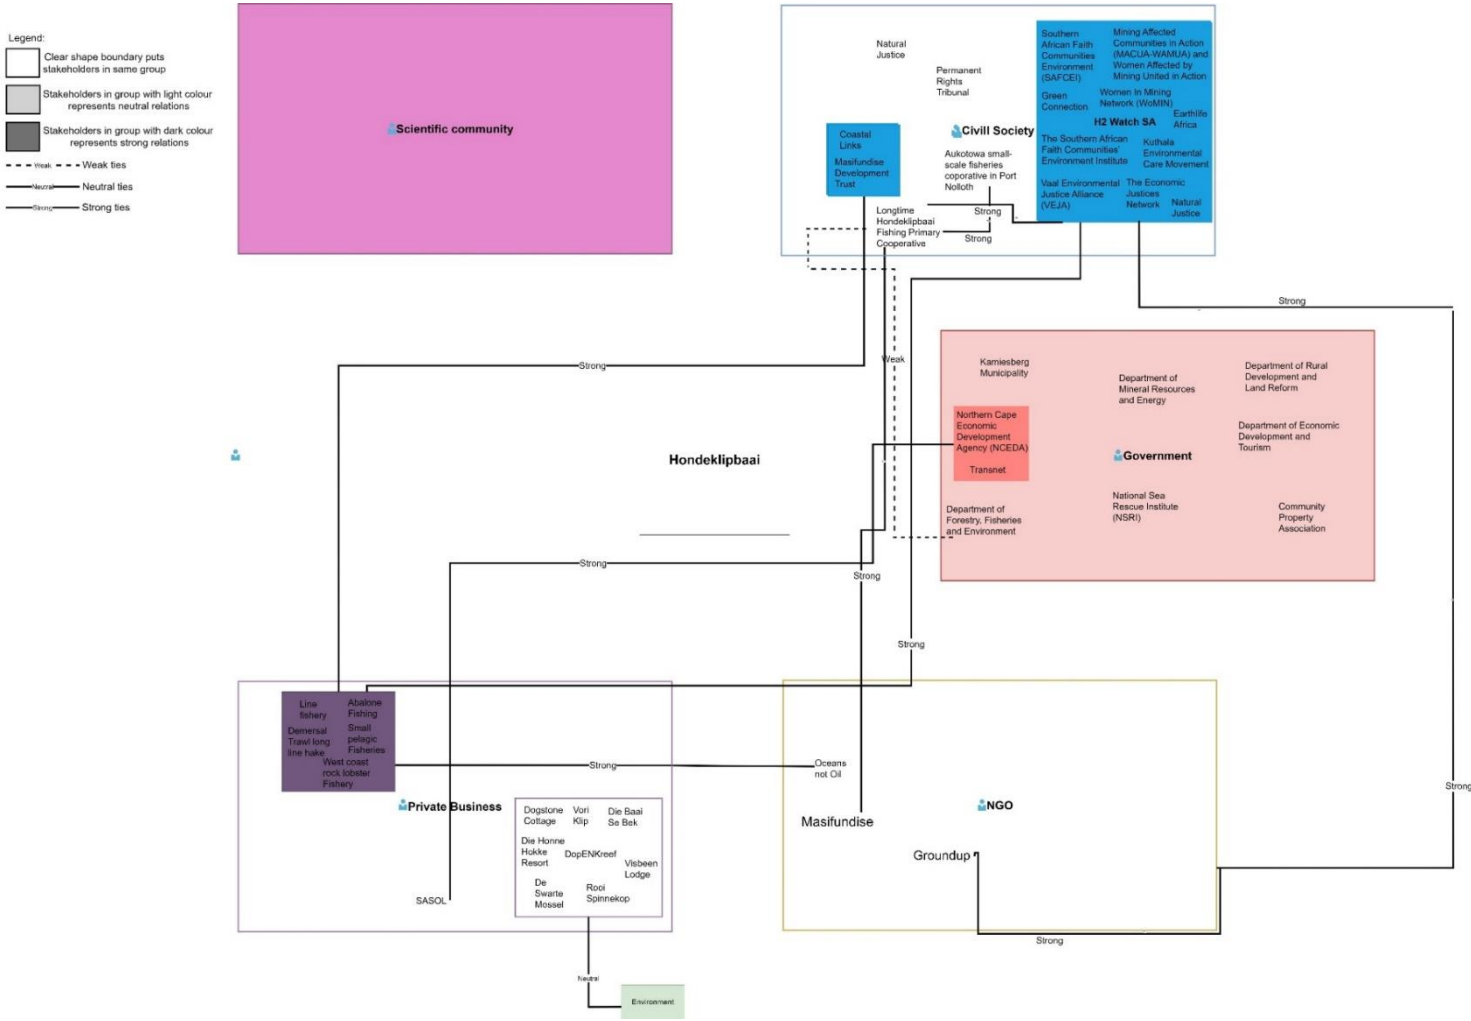 Legend:
Clear shape boundary puts
stakeholders in same group
Stakeholders in group with light colour
represents neutral relations
Stakeholders in group with dark colour
represents strong relations
Weak
Weak ties
Neutral
Neutral ties
Strong
Strong ties
Scientific community
Natural
Justice
Permanent
Rights
Tribunal
Civill Society
Coastal
Links
Masifundise
Development
Trust
Aukotowa small-
scale fisheries
coporative in Port
Nolloth
Longtime
Hondeklipbaai
Fishing Primary
Cooperative
Strong
Strong
Southern
African Faith
Communities
Environment
(SAFCEI)
Mining Affected
Communities in Action
(MACUA-WAMUA) and
Women Affected by
Mining United in Action
Green
Connection
Women In Mining
Network (WoMIN)
Earthlife
Africa
H2 Watch SA
The Southern African
Faith Communities'
Environment Institute
Kuthala
Environmental
Care Movement
Vaal Environmental
Justice Alliance
(VEJA)
The Economic
Justices
Network
Natural
Justice
Strong
Strong
Weak
Kamiesberg
Municipality
Department of
Mineral Resources
and Energy
Department of Rural
Development and
Land Reform
Northern Cape
Economic
Development
Agency (NCEDA)
Transnet
Department of Economic
Development and
Tourism
Government
Department of
Forestry, Fisheries
and Environment
National Sea
Rescue Institute
(NSRI)
Community
Property
Association
Hondeklipbaai
Strong
Strong
Strong
Line
fishery
Abalone
Fishing
Demersal
Trawl long
line hake
Small
pelagic
Fisheries
West coast
rock lobster
Fishery
Strong
Oceans
not Oil
Private Business
Dogstone
Cottage
Vori
Klip
Die Baai
Se Bek
Die Honne
Hokke
Resort
DopENKreef
Visbeen
Lodge
De
Swarte
Mossel
Rooi
Spinnekop
SASOL
Masifundise
NGO
Groundup
Strong
Strong
Neutral
Environment